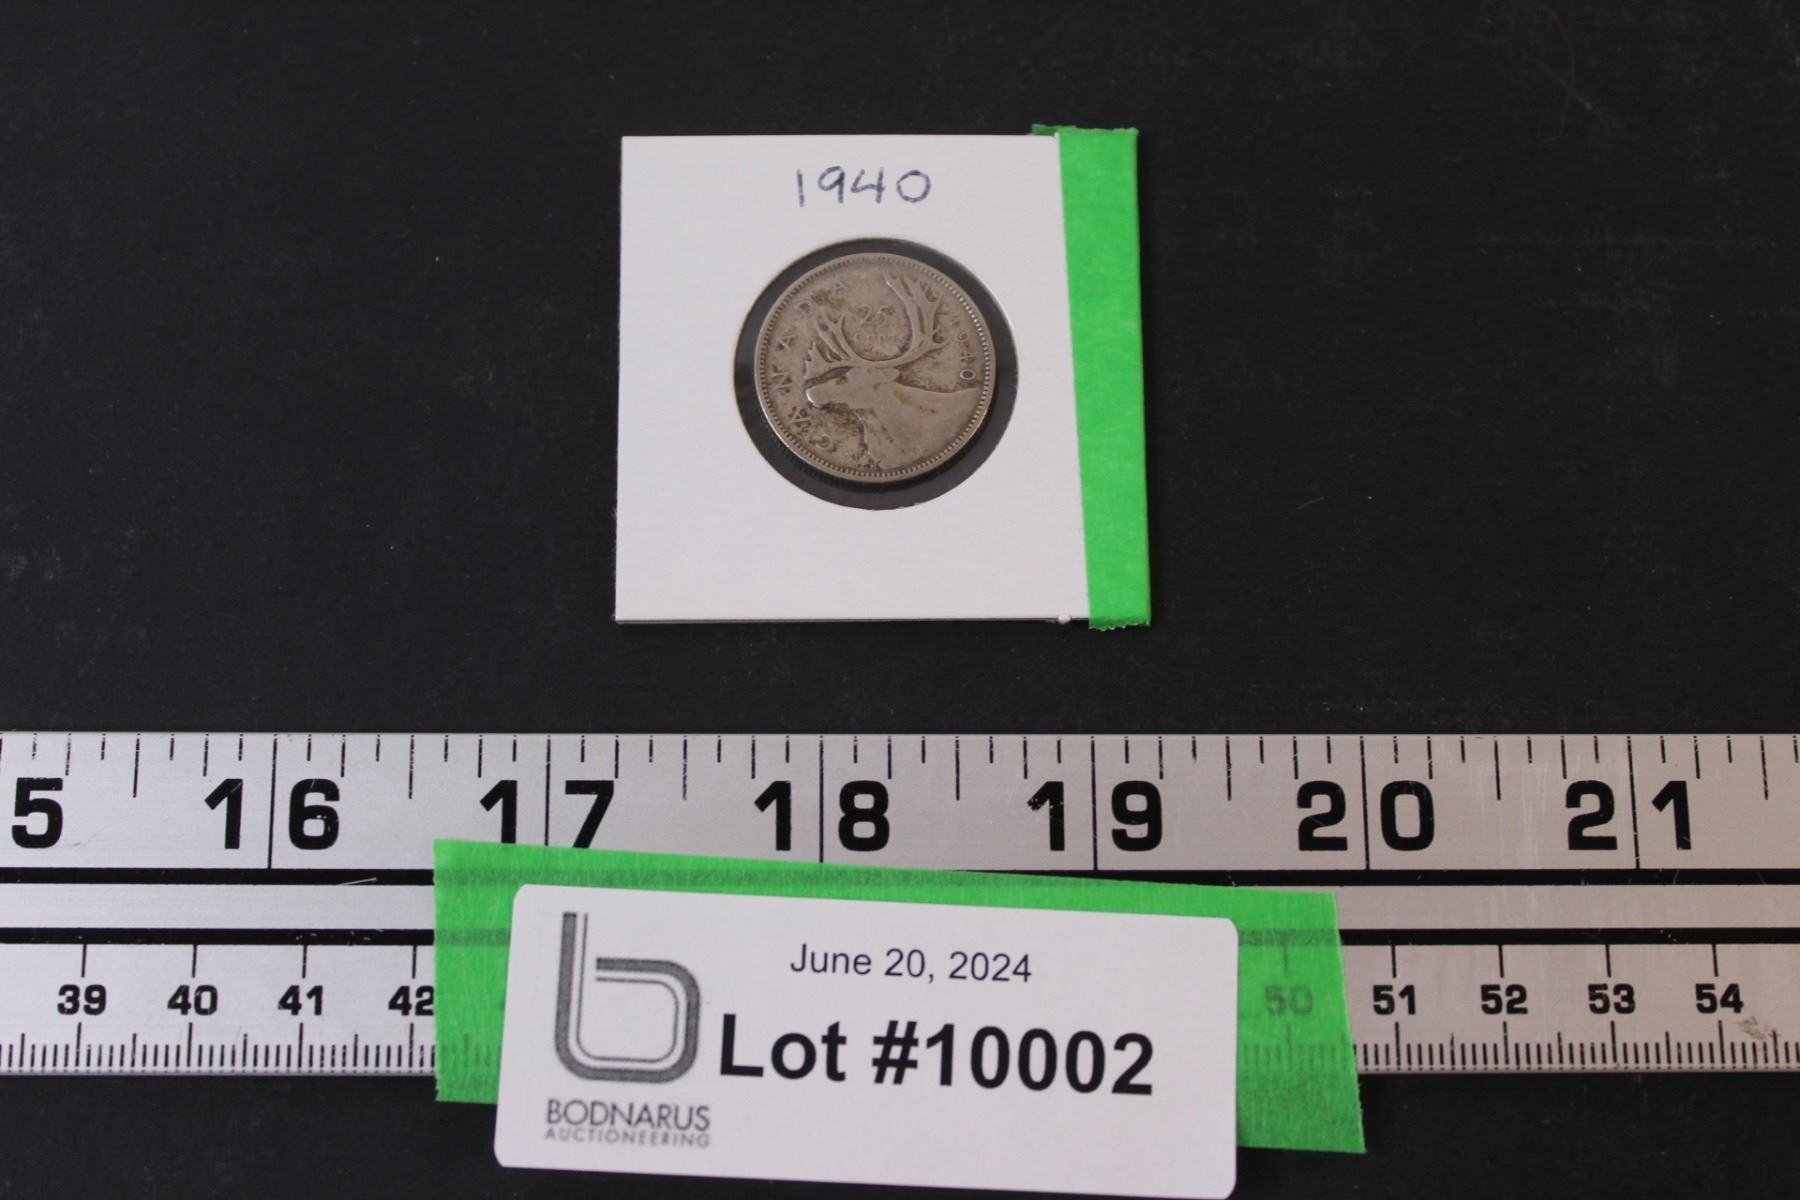 1940
CANADA 25 CENTS 1940
5 16 17 18 19 20 21
June 20, 2024
39 40 41 42 50 51 52 53 54
Lot #10002
BODNARUS
AUCTIONEERING